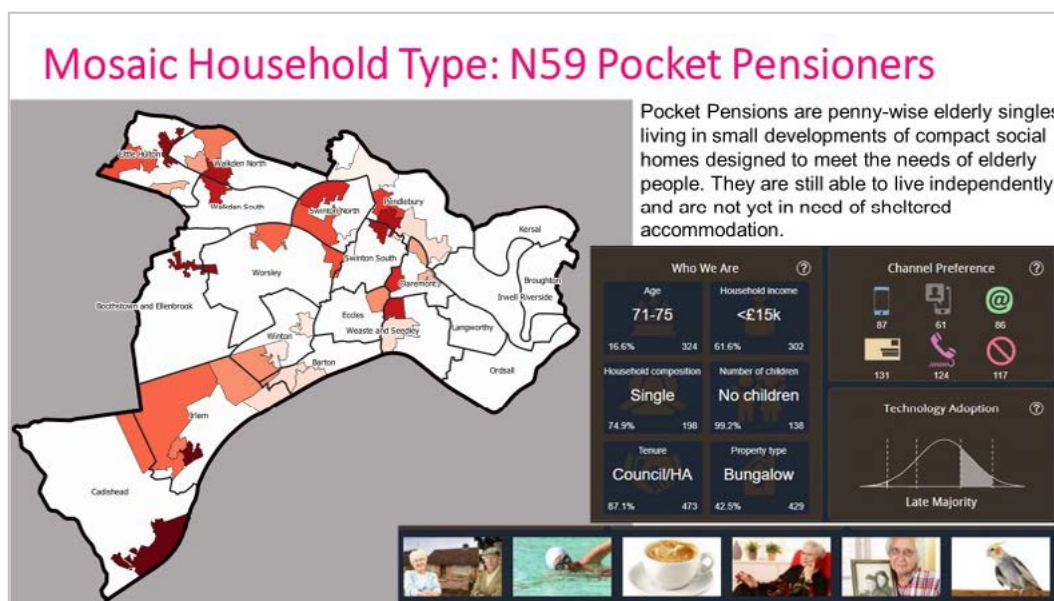 Mosaic Household Type: N59 Pocket Pensioners
Pocket Pensions are penny-wise elderly singles
living in small developments of compact social
homes designed to meet the needs of elderly
people. They are still able to live independently
and are not yet in need of sheltered
accommodation.
Little Hulton
Walkden North
Walkden South
Swinton North
Pendlebury
Kersal
Swinton South
Broughton
Worsley
Claremont
Irwell Riverside
Boothstown and Ellenbrook
Eccles
Langworthy
Weaste and Seedley
Winton
Barton
Ordsall
Irlam
Cadishead
Who We Are ?
Age Household income
71-75 <£15k
16.6% 324 61.6% 302
Household composition Number of children
Single No children
74.9% 198 99.2% 138
Tenure Property type
Council/HA Bungalow
87.1% 473 42.5% 429
Channel Preference ?
@
87 61 86
131 124 117
Technology Adoption ?
Late Majority